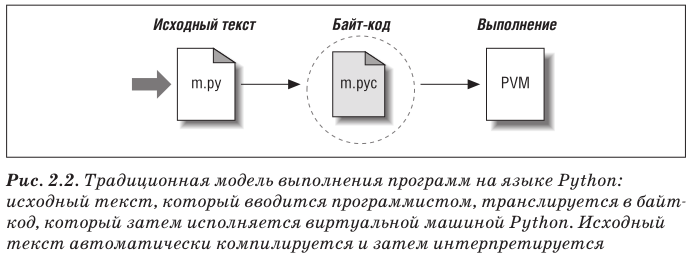 Исходный текст
Байт-код
Выполнение
m.py
m.pyc
PVM
Рис. 2.2. Традиционная модель выполнения программ на языке Python:
исходный текст, который вводится программистом, транслируется в байт-
код, который затем исполняется виртуальной машиной Python. Исходный
текст автоматически компилируется и затем интерпретируется